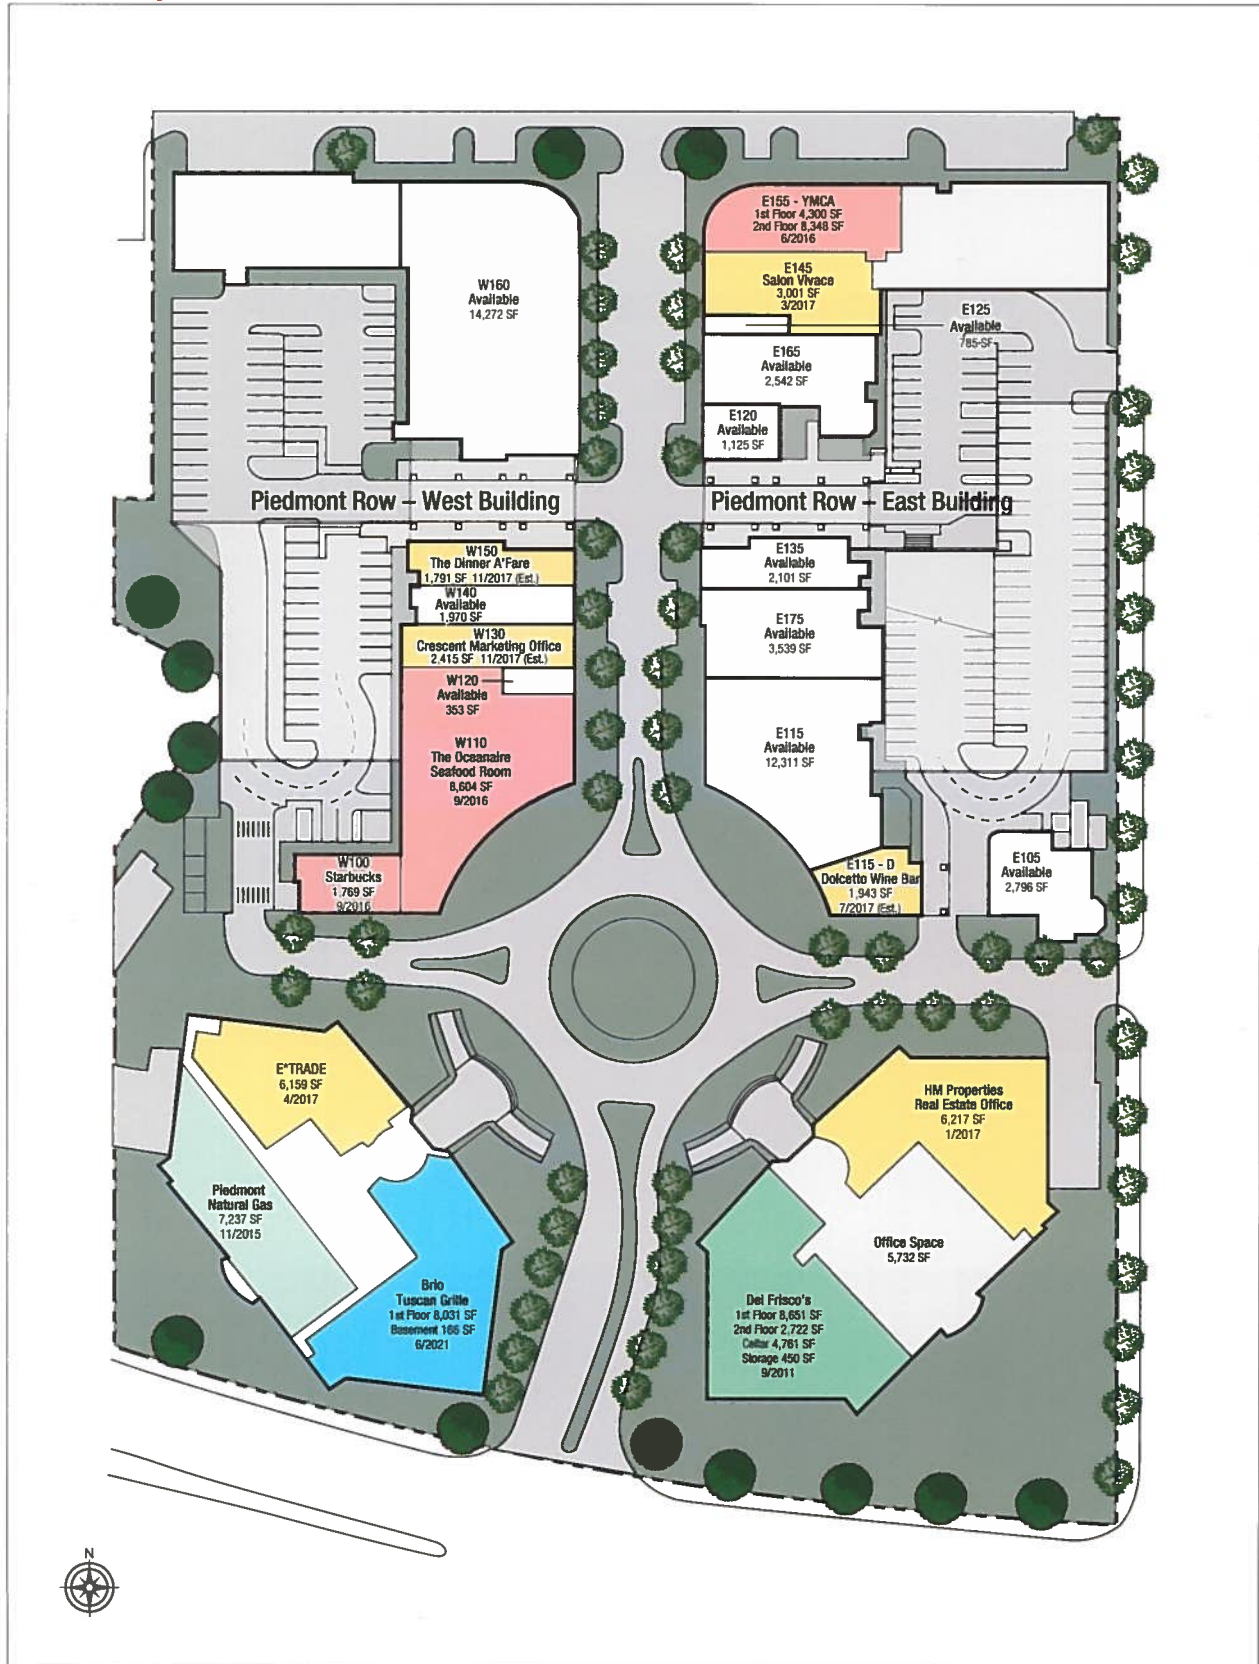 E155 - YMCA
1st Floor 4,300 SF
2nd Floor 8,348 SF
6/2016
E145
Salon Vivace
3,001 SF
3/2017
W160
Available
14,272 SF
E125
Available
785 SF
E165
Available
2,542 SF
E120
Available
1,125 SF
Piedmont Row – West Building
Piedmont Row – East Building
W150
The Dinner A'Fare
1,791 SF 11/2017 (Est.)
W140
Available
1,970 SF
W130
Crescent Marketing Office
2,415 SF 11/2017 (Est.)
W120
Available
353 SF
W110
The Oceanaire
Seafood Room
8,604 SF
9/2016
W100
Starbucks
1,769 SF
9/2016
E135
Available
2,101 SF
E175
Available
3,539 SF
E115
Available
12,311 SF
E115 - D
Dolcetto Wine Bar
1,943 SF
7/2017 (Est.)
E105
Available
2,796 SF
E*TRADE
6,159 SF
4/2017
Piedmont
Natural Gas
7,237 SF
11/2015
Brio
Tuscan Grille
1st Floor 8,031 SF
Basement 166 SF
6/2021
HM Properties
Real Estate Office
6,217 SF
1/2017
Office Space
5,732 SF
Del Frisco's
1st Floor 8,651 SF
2nd Floor 2,722 SF
Cellar 4,761 SF
Storage 450 SF
9/2011
N